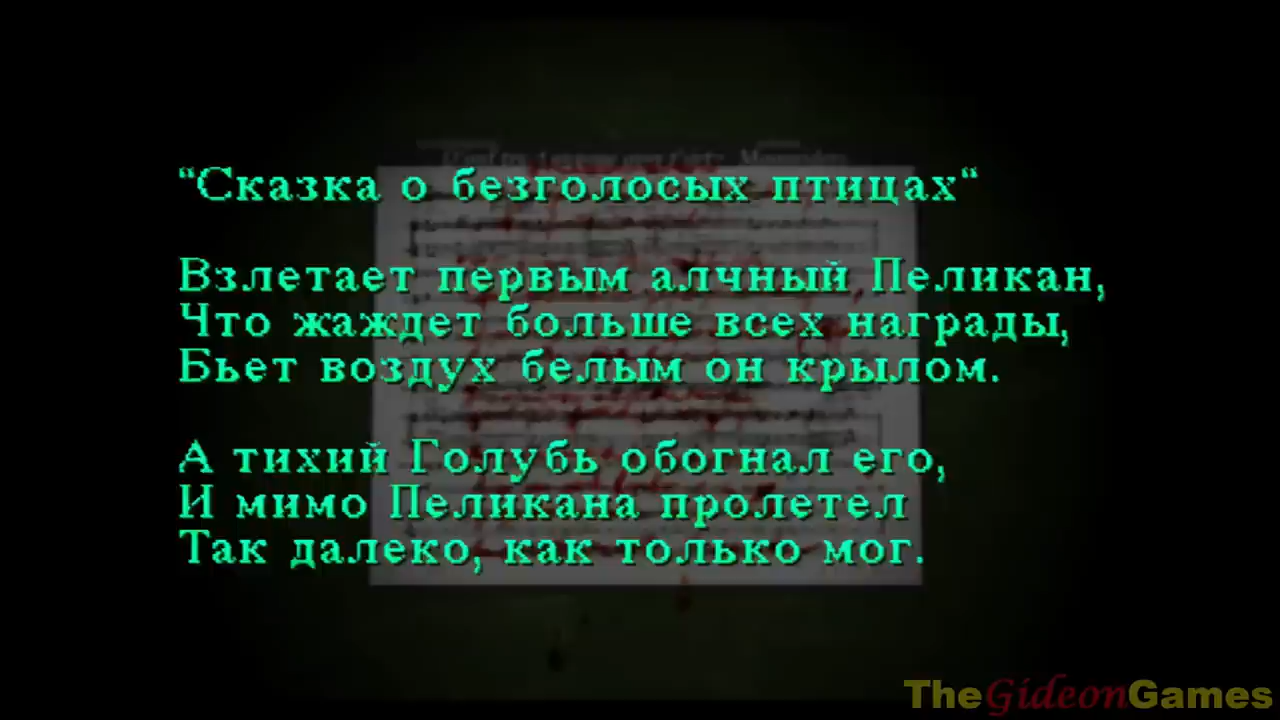 "Сказка о безголосых птицах"
Взлетает первым алчный Пеликан,
Что жаждет больше всех награды,
Бьет воздух белым он крылом.
А тихий Голубь обогнал его,
И мимо Пеликана пролетел
Так далеко, как только мог.
TheGideonGames